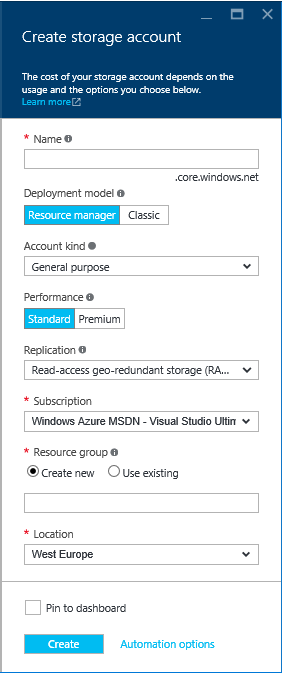 Create storage account
The cost of your storage account depends on the
usage and the options you choose below.
Learn more
* Name
.core.windows.net
Deployment model
Resource manager Classic
Account kind
General purpose
Performance
Standard Premium
Replication
Read-access geo-redundant storage (RA...
* Subscription
Windows Azure MSDN - Visual Studio Ultim
* Resource group
Create new Use existing
* Location
West Europe
Pin to dashboard
Create Automation options